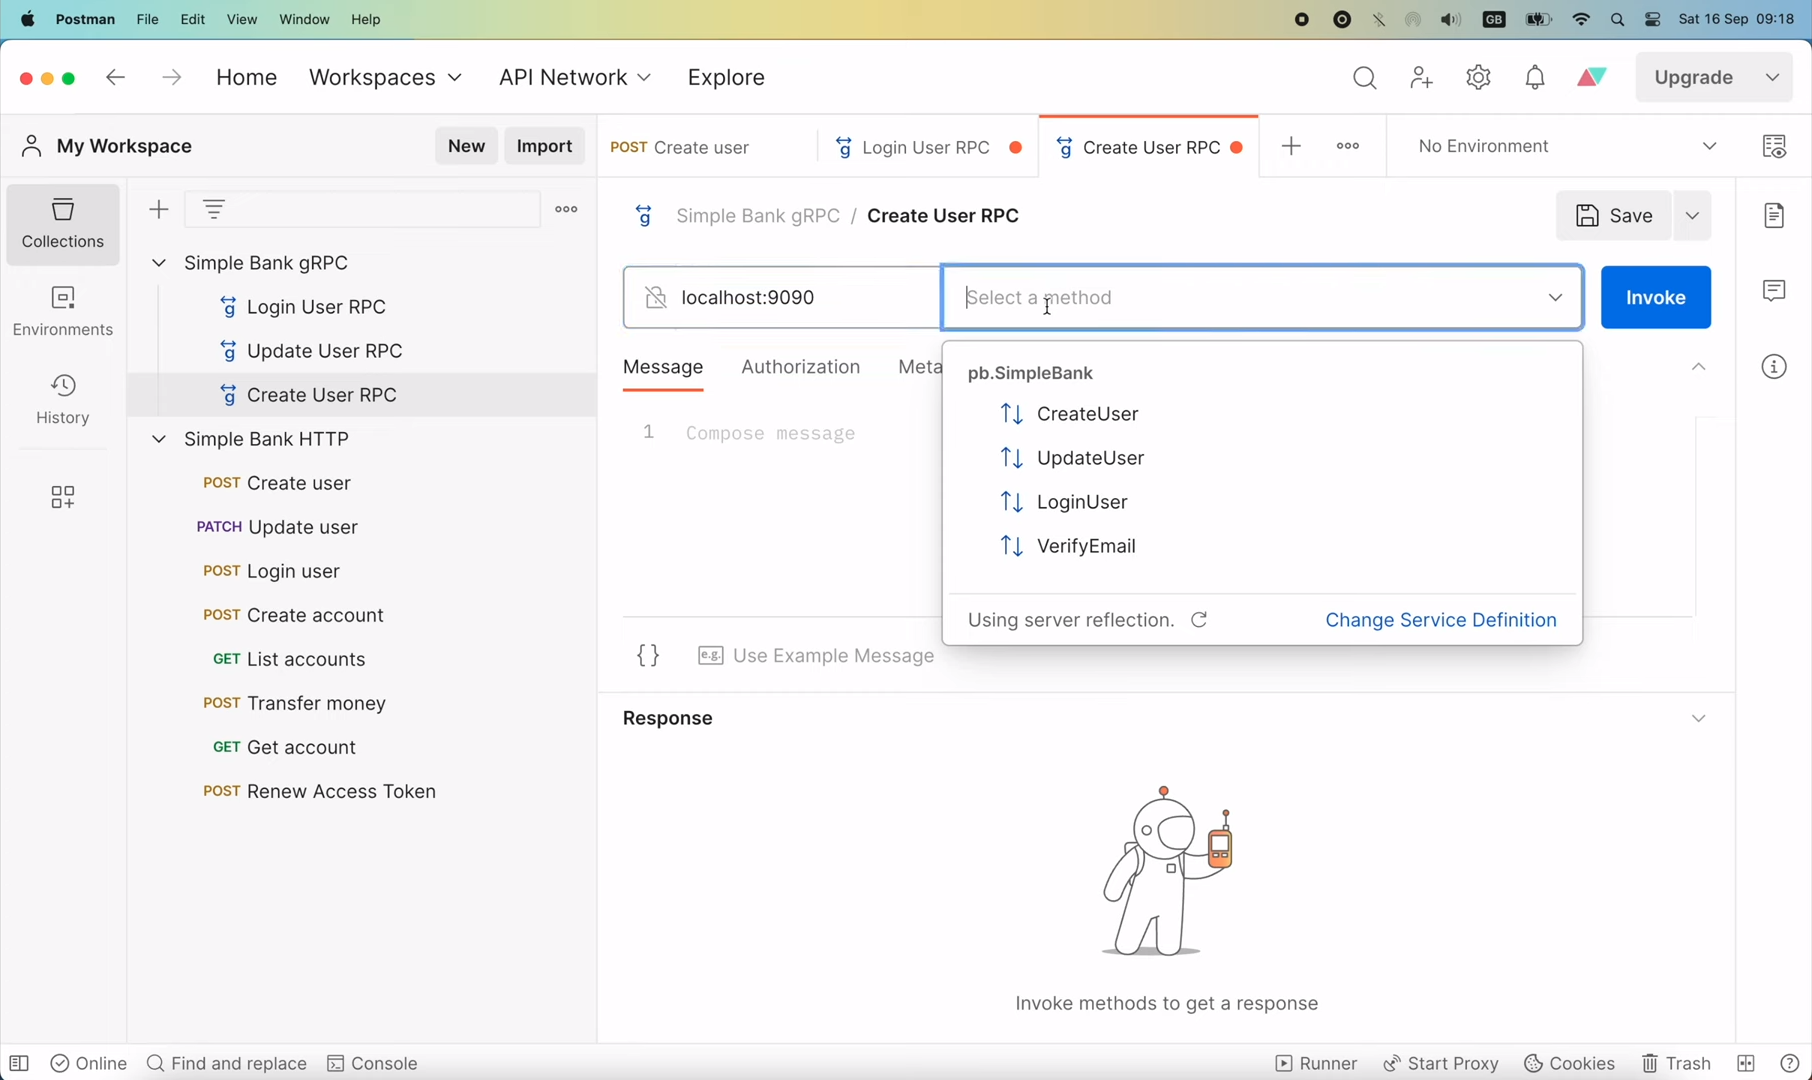 Postman File Edit View Window Help GB Sat 16 Sep 09:18
Home Workspaces API Network Explore Upgrade
My Workspace New Import
POST Create user Login User RPC Create User RPC No Environment
Collections
Environments
History
Simple Bank gRPC
Login User RPC
Update User RPC
Create User RPC
Simple Bank HTTP
POST Create user
PATCH Update user
POST Login user
POST Create account
GET List accounts
POST Transfer money
GET Get account
POST Renew Access Token
Simple Bank gRPC / Create User RPC Save
localhost:9090 Select a method Invoke
Message Authorization Meta
1 Compose message
pb.SimpleBank
CreateUser
UpdateUser
LoginUser
VerifyEmail
Using server reflection. Change Service Definition
{} e.g. Use Example Message
Response
Invoke methods to get a response
Online Find and replace Console Runner Start Proxy Cookies Trash